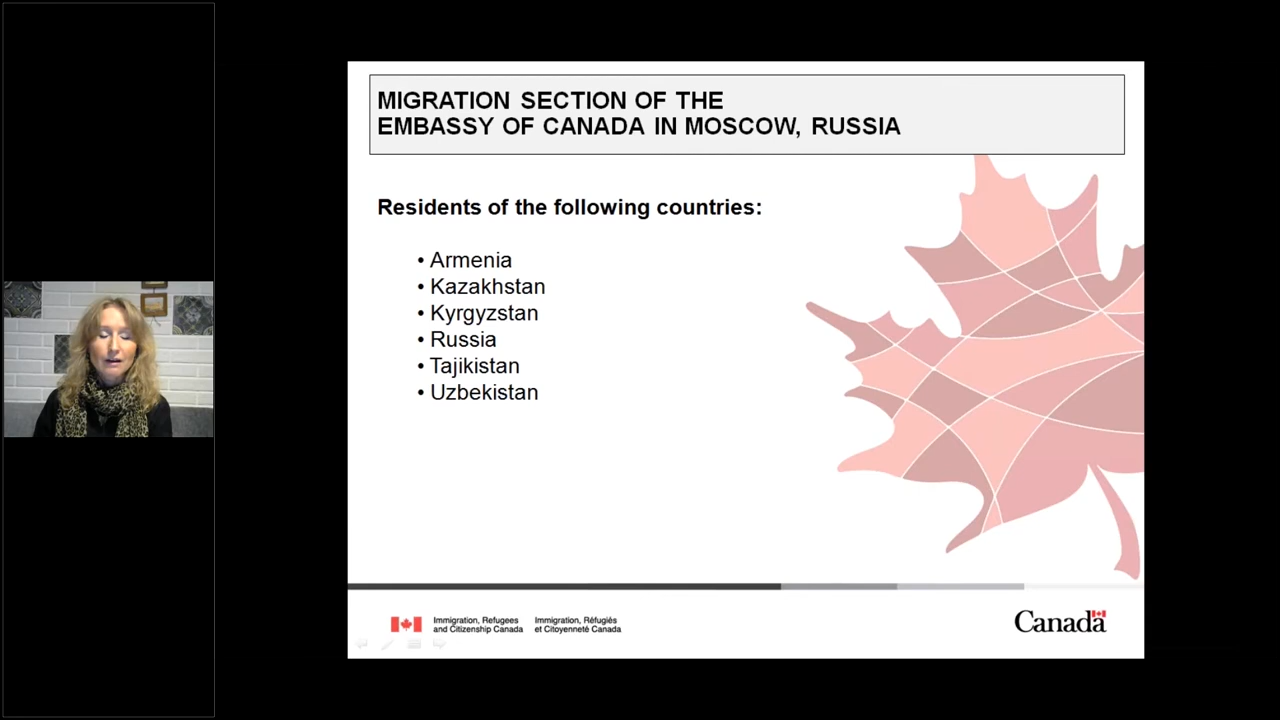 MIGRATION SECTION OF THE
EMBASSY OF CANADA IN MOSCOW, RUSSIA
Residents of the following countries:
• Armenia
• Kazakhstan
• Kyrgyzstan
• Russia
• Tajikistan
• Uzbekistan
Immigration, Refugees
and Citizenship Canada
Immigration, Réfugiés
et Citoyenneté Canada
Canada